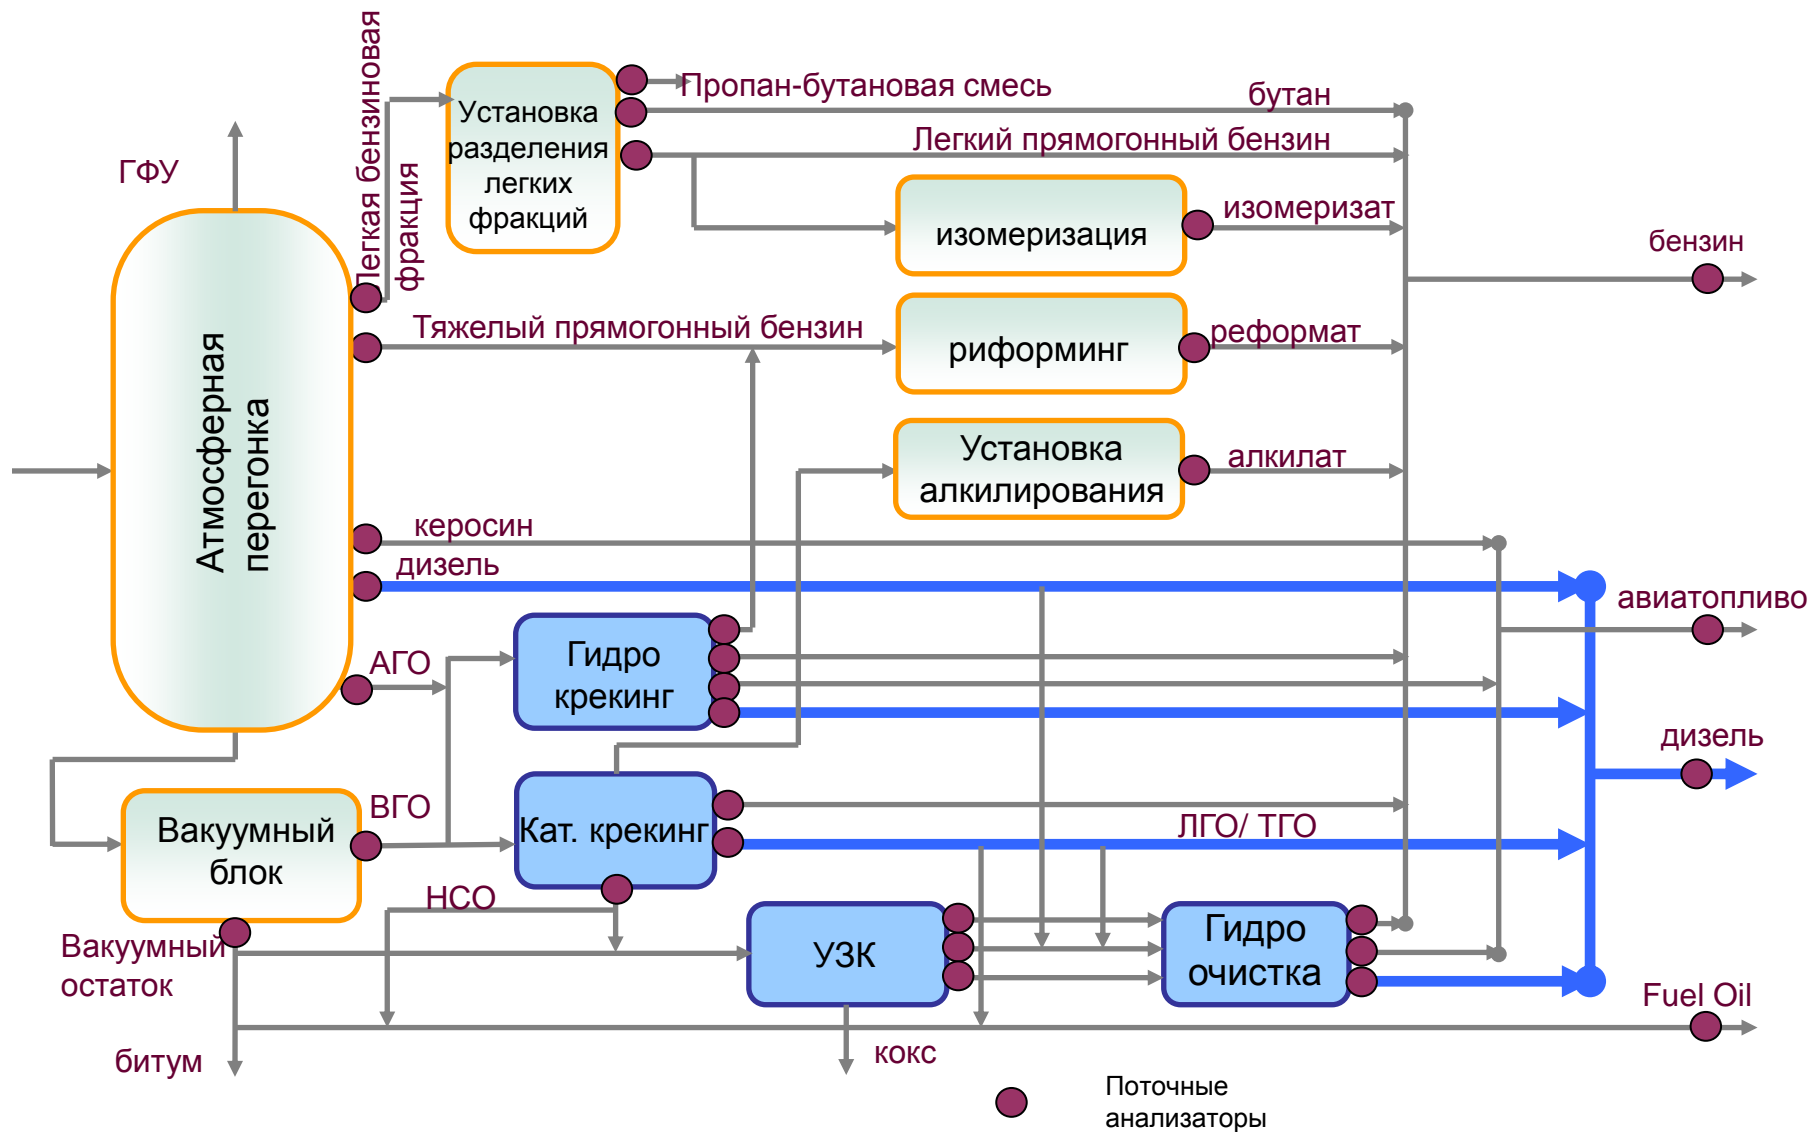 Легкая бензиновая
фракция
Установка
разделения
легких
фракций
Пропан-бутановая смесь
бутан
Легкий прямогонный бензин
ГФУ
изомеризация
изомеризат
бензин
Тяжелый прямогонный бензин
риформинг
реформат
Атмосферная
перегонка
Установка
алкилирования
алкилат
керосин
дизель
авиатопливо
АГО
Гидро
крекинг
дизель
ВГО
Вакуумный
блок
Кат. крекинг
ЛГО/ ТГО
НСО
Вакуумный
остаток
УЗК
Гидро
очистка
Fuel Oil
битум
кокс
Поточные
анализаторы